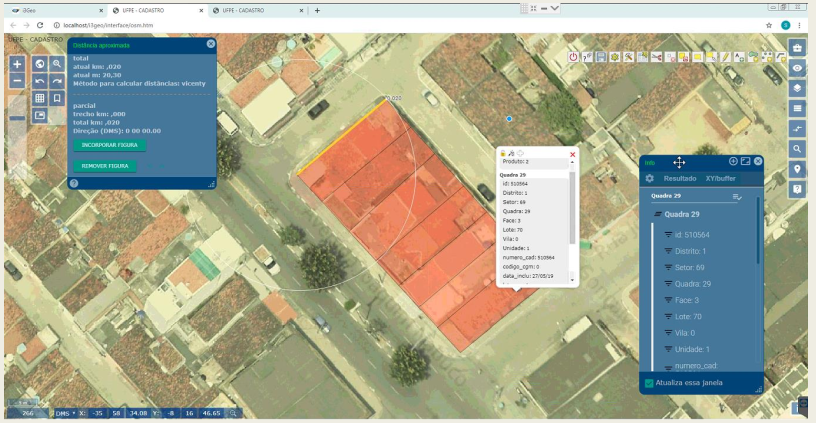 i3Geo
UFPE - CADASTRO
UFPE - CADASTRO
localhost/i3geo/interface/osm.htm
S
UFPE - CADASTRO
Distância aproximada
total
atual km: ,020
atual m: 20,30
Método para calcular distâncias: vicenty
parcial
trecho km: ,000
total km: ,020
Direção (DMS): 0 00 00.00
INCORPORAR FIGURA
REMOVER FIGURA
0,020
Produto: 2
Quadra 29
id: 510564
Distrito: 1
Setor: 69
Quadra: 29
Face: 3
Lote: 70
Vila: 0
Unidade: 1
numero_cad: 510564
codigo_cgm: 0
data_inclu: 27/05/19
Info
Resultado XY/buffer
Quadra 29
Quadra 29
id: 510564
Distrito: 1
Setor: 69
Quadra: 29
Face: 3
Lote: 70
Vila: 0
Unidade: 1
numero_cad:
Atualiza essa janela
266 DMS X: -35 58 34.08 Y: -8 16 46.65